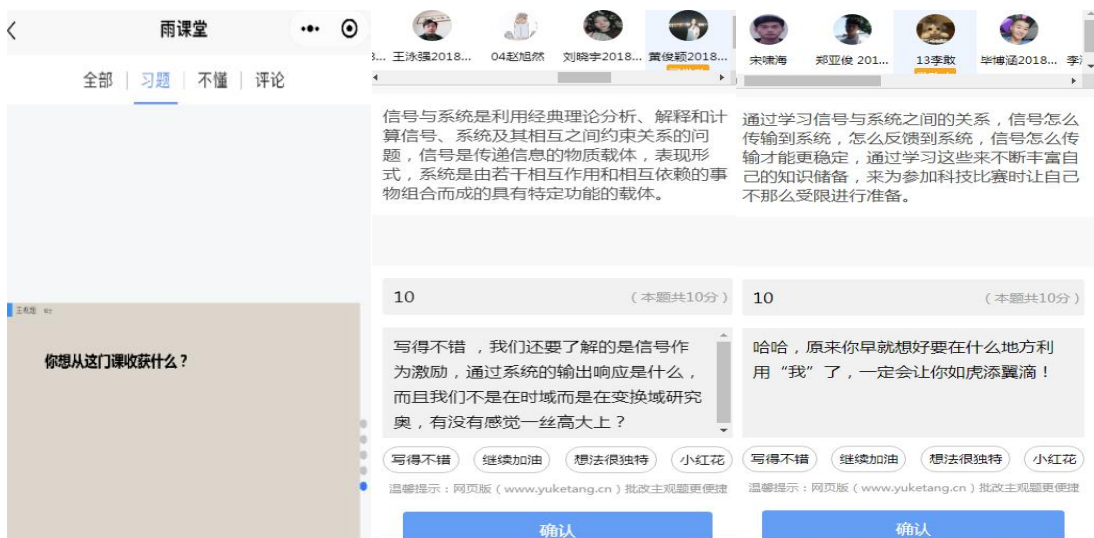 雨课堂
全部 习题 不懂 评论
主观题 10分
你想从这门课收获什么？
王泳强2018... 04赵旭然 刘晓宇2018... 黄俊颖2018...
信号与系统是利用经典理论分析、解释和计
算信号、系统及其相互之间约束关系的问
题，信号是传递信息的物质载体，表现形
式，系统是由若干相互作用和相互依赖的事
物组合而成的具有特定功能的载体。
10 （本题共10分）
写得不错 ，我们还要了解的是信号作
为激励，通过系统的输出响应是什么，
而且我们不是在时域而是在变换域研究
奥，有没有感觉一丝高大上？
写得不错 继续加油 想法很独特 小红花
温馨提示：网页版（www.yuketang.cn）批改主观题更便捷
确认
宋啸海 郑亚俊 201... 13李敢 毕博涵2018...
通过学习信号与系统之间的关系，信号怎么
传输到系统，怎么反馈到系统，信号怎么传
输才能更稳定，通过学习这些来不断丰富自
己的知识储备，来为参加科技比赛时让自己
不那么受限进行准备。
10 （本题共10分）
哈哈，原来你早就想好要在什么地方利
用“我”了，一定会让你如虎添翼滴！
写得不错 继续加油 想法很独特 小红花
温馨提示：网页版（www.yuketang.cn）批改主观题更便捷
确认